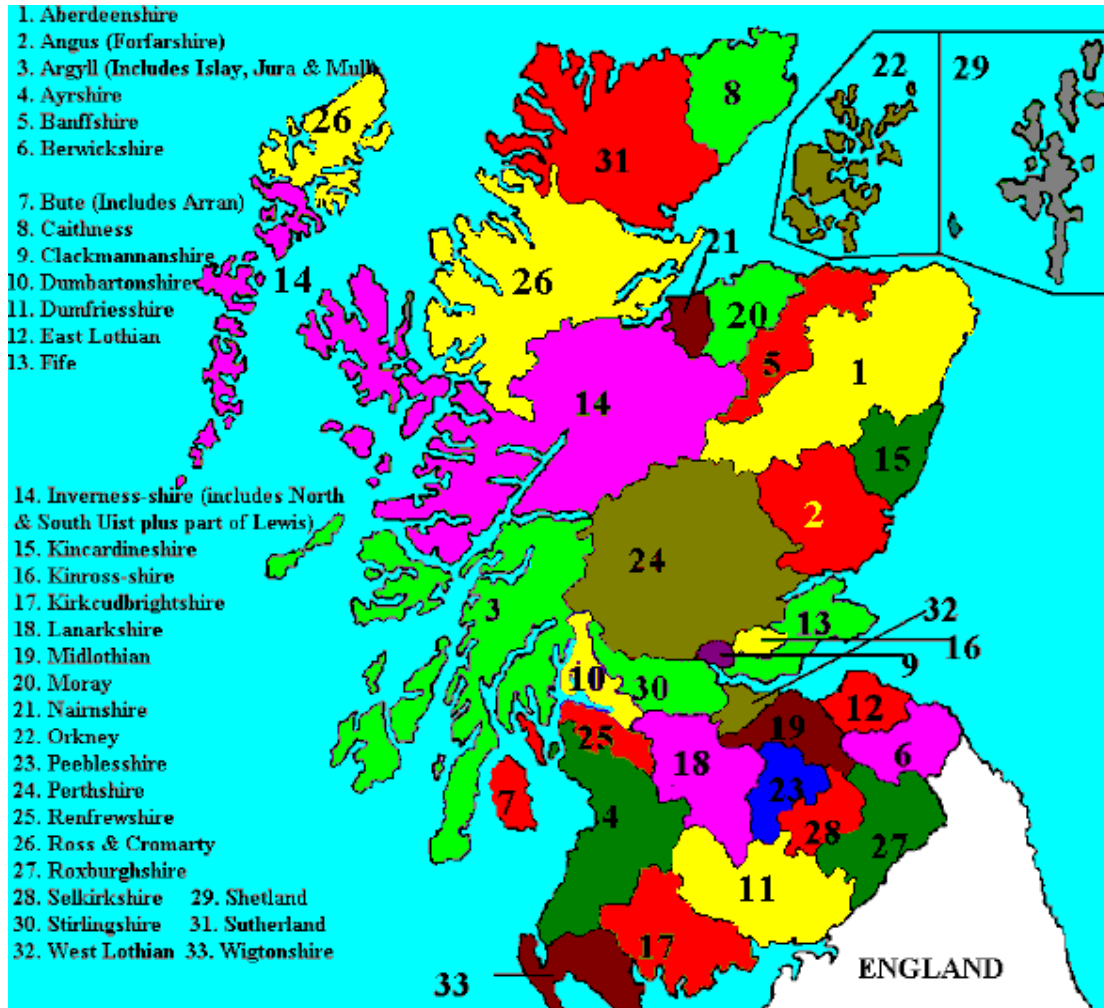 1. Aberdeenshire
2. Angus (Forfarshire)
3. Argyll (Includes Islay, Jura & Mull)
4. Ayrshire
5. Banffshire
6. Berwickshire
7. Bute (Includes Arran)
8. Caithness
9. Clackmannanshire
10. Dumbartonshire
11. Dumfriesshire
12. East Lothian
13. Fife
14. Inverness-shire (includes North
& South Uist plus part of Lewis)
15. Kincardineshire
16. Kinross-shire
17. Kirkcudbrightshire
18. Lanarkshire
19. Midlothian
20. Moray
21. Nairnshire
22. Orkney
23. Peeblesshire
24. Perthshire
25. Renfrewshire
26. Ross & Cromarty
27. Roxburghshire
28. Selkirkshire 29. Shetland
30. Stirlingshire 31. Sutherland
32. West Lothian 33. Wigtonshire
22 29
8
26
31
21
14
26
20
5
1
14
15
2
24
3
13
32
16
9
10
30
12
25
19
6
18
23
7
4
28
27
11
17
33
ENGLAND